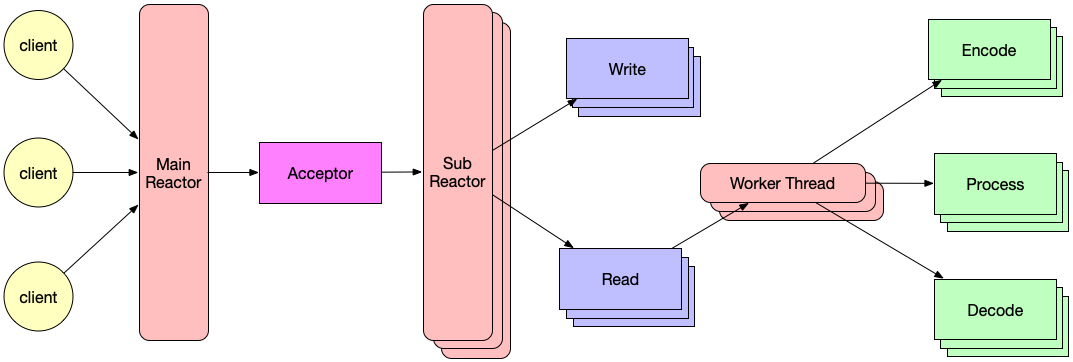 client
client
client
Main
Reactor
Acceptor
Sub
Reactor
Write
Read
Worker Thread
Encode
Process
Decode